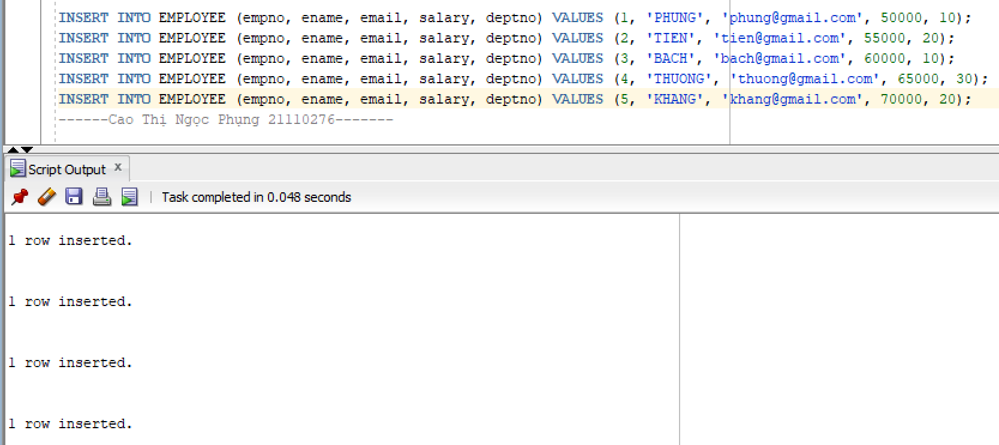 INSERT INTO EMPLOYEE (empno, ename, email, salary, deptno) VALUES (1, 'PHUNG', 'phung@gmail.com', 50000, 10);
INSERT INTO EMPLOYEE (empno, ename, email, salary, deptno) VALUES (2, 'TIEN', 'tien@gmail.com', 55000, 20);
INSERT INTO EMPLOYEE (empno, ename, email, salary, deptno) VALUES (3, 'BACH', 'bach@gmail.com', 60000, 10);
INSERT INTO EMPLOYEE (empno, ename, email, salary, deptno) VALUES (4, 'THUONG', 'thuong@gmail.com', 65000, 30);
INSERT INTO EMPLOYEE (empno, ename, email, salary, deptno) VALUES (5, 'KHANG', 'khang@gmail.com', 70000, 20);
------Cao Thị Ngọc Phụng 21110276-------
Script Output x
Task completed in 0.048 seconds
1 row inserted.
1 row inserted.
1 row inserted.
1 row inserted.